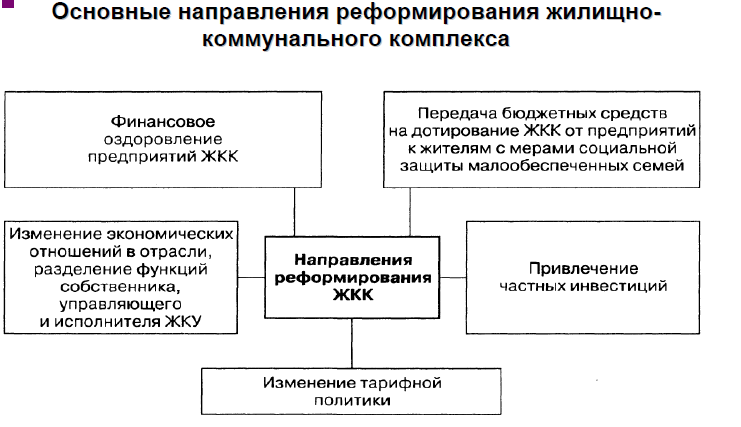 Основные направления реформирования жилищно-
коммунального комплекса
Финансовое
оздоровление
предприятий ЖКК
Передача бюджетных средств
на дотирование ЖКК от предприятий
к жителям с мерами социальной
защиты малообеспеченных семей
Изменение экономических
отношений в отрасли,
разделение функций
собственника,
управляющего
и исполнителя ЖКУ
Направления
реформирования
ЖКК
Привлечение
частных инвестиций
Изменение тарифной
политики